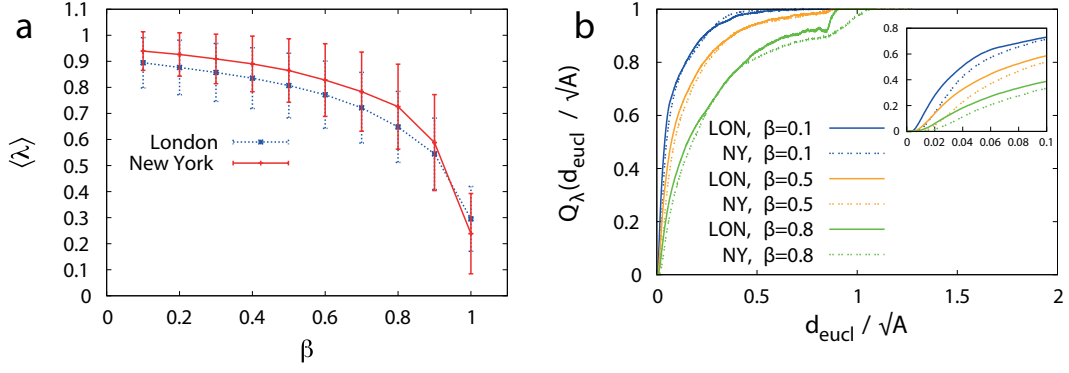 a
⟨λ⟩
1.1
1
0.9
0.8
0.7
0.6
0.5
0.4
0.3
0.2
0.1
0
London
New York
0.2
0.4
0.6
0.8
1
β
b
Q_λ(d_eucl / √A)
1
0.8
0.6
0.4
0.2
0
LON, β=0.1
NY, β=0.1
LON, β=0.5
NY, β=0.5
LON, β=0.8
NY, β=0.8
0
0.5
1
1.5
2
d_eucl / √A
0.8
0.6
0.4
0.2
0
0
0.02
0.04
0.06
0.08
0.1